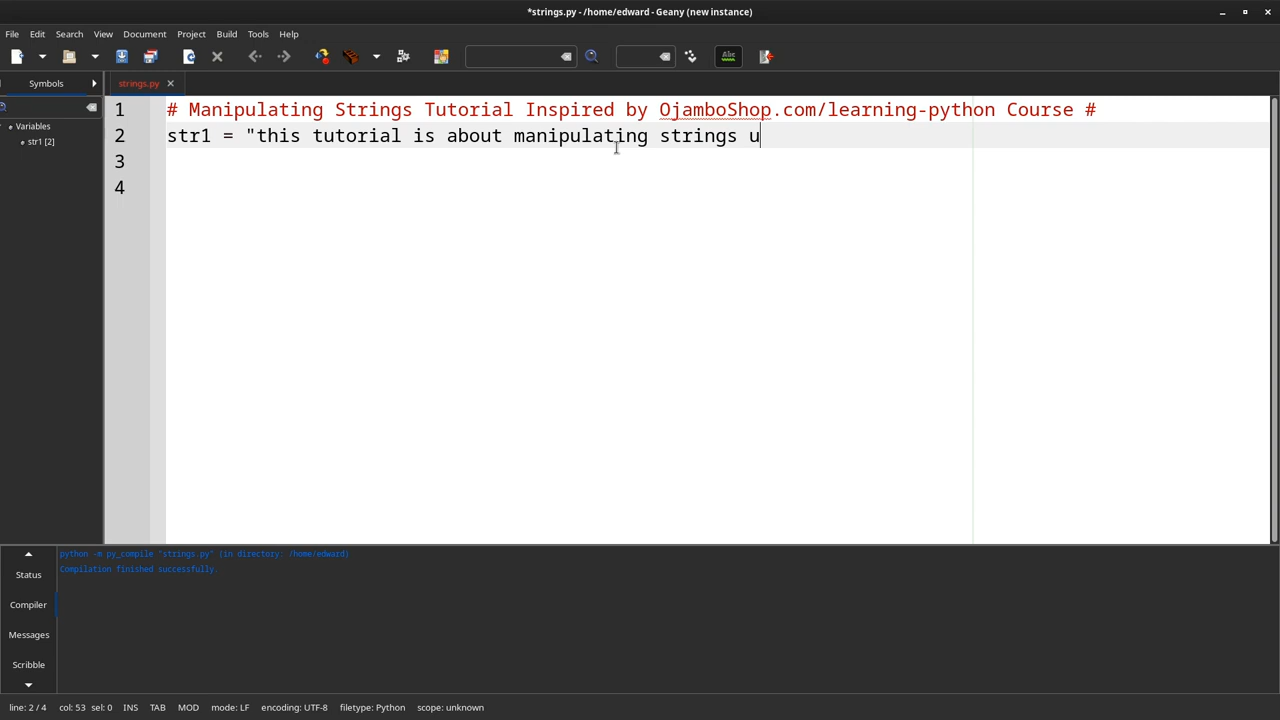 *strings.py - /home/edward - Geany (new instance)
File Edit Search View Document Project Build Tools Help
Abc
Symbols strings.py
Variables
str1 [2]
1 # Manipulating Strings Tutorial Inspired by OjamboShop.com/learning-python Course #
2 str1 = "this tutorial is about manipulating strings u
3
4
python -m py_compile "strings.py" (in directory: /home/edward)
Compilation finished successfully.
Status
Compiler
Messages
Scribble
line: 2 / 4 col: 53 sel: 0 INS TAB MOD mode: LF encoding: UTF-8 filetype: Python scope: unknown